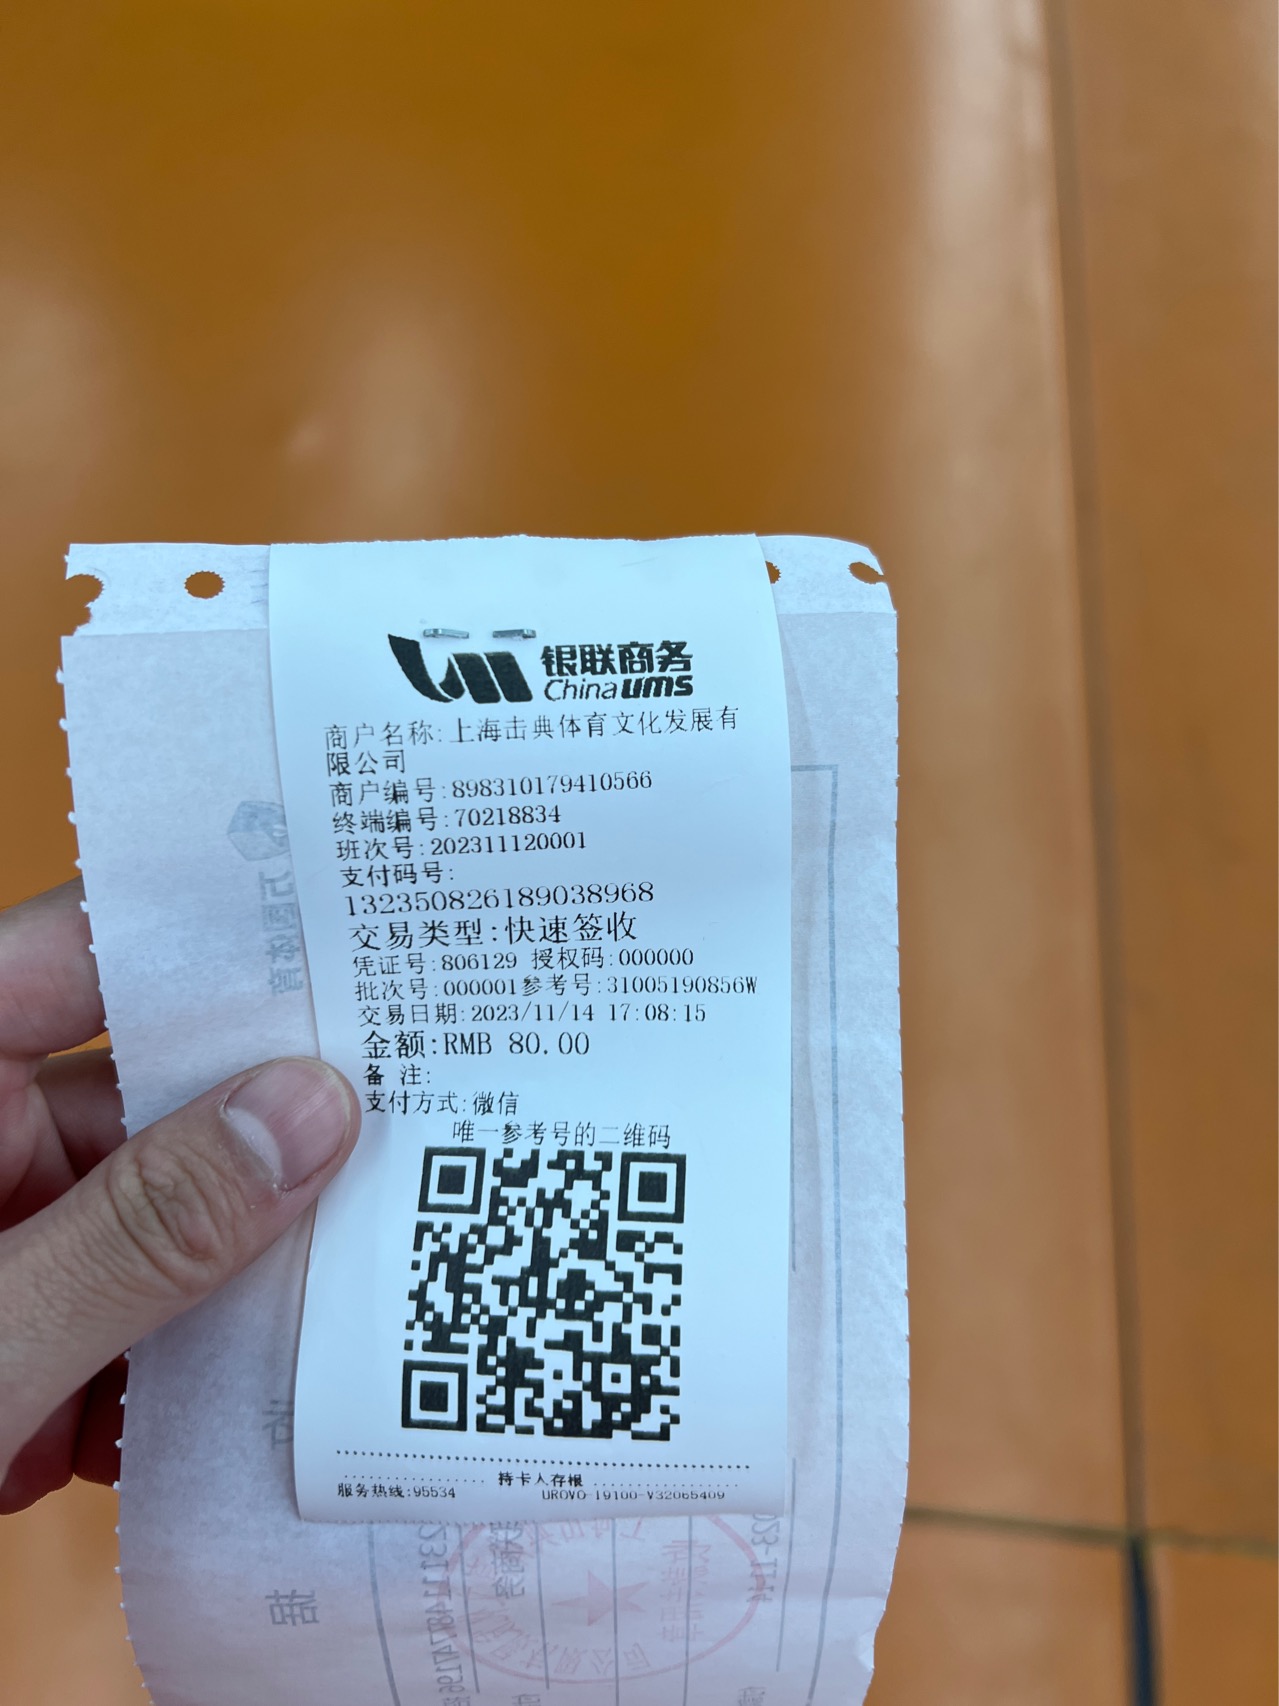 银联商务
China ums
商户名称:上海击典体育文化发展有
限公司
商户编号:898310179410566
终端编号:70218834
班次号:202311120001
支付码号:
132350826189038968
交易类型:快速签收
凭证号:806129 授权码:000000
批次号:000001参考号:31005190856W
交易日期:2023/11/14 17:08:15
金额:RMB 80.00
备 注:
支付方式:微信
唯一参考号的二维码
持卡人存根
服务热线:95534 UROVO-I9100-V32065409